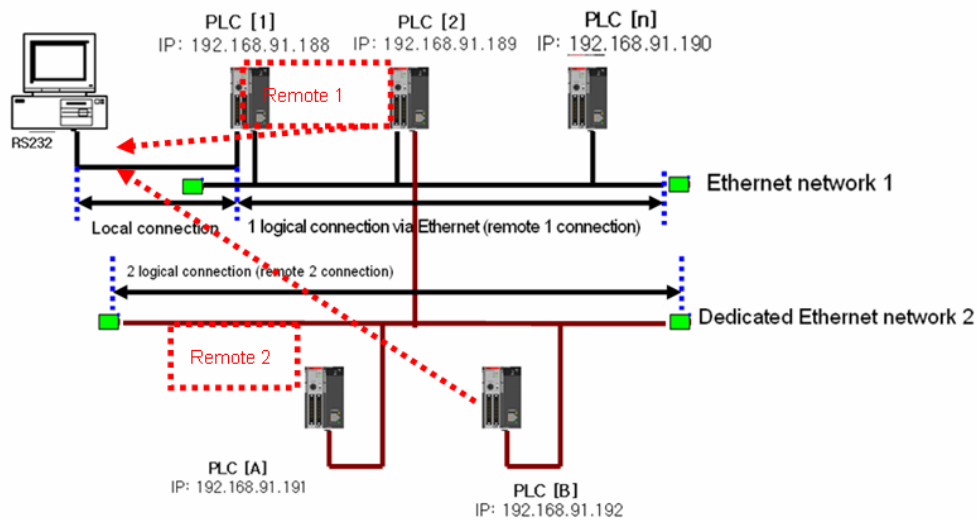 PLC [1]
IP: 192.168.91.188
PLC [2]
IP: 192.168.91.189
PLC [n]
IP: 192.168.91.190
Remote 1
RS232
Ethernet network 1
Local connection
1 logical connection via Ethernet (remote 1 connection)
2 logical connection (remote 2 connection)
Dedicated Ethernet network 2
Remote 2
PLC [A]
IP: 192.168.91.191
PLC [B]
IP: 192.168.91.192